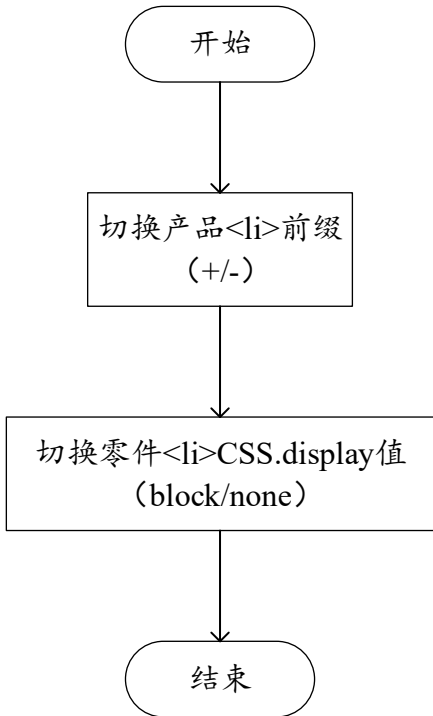 开始
切换产品<li>前缀
（+/-）
切换零件<li>CSS.display值
（block/none）
结束